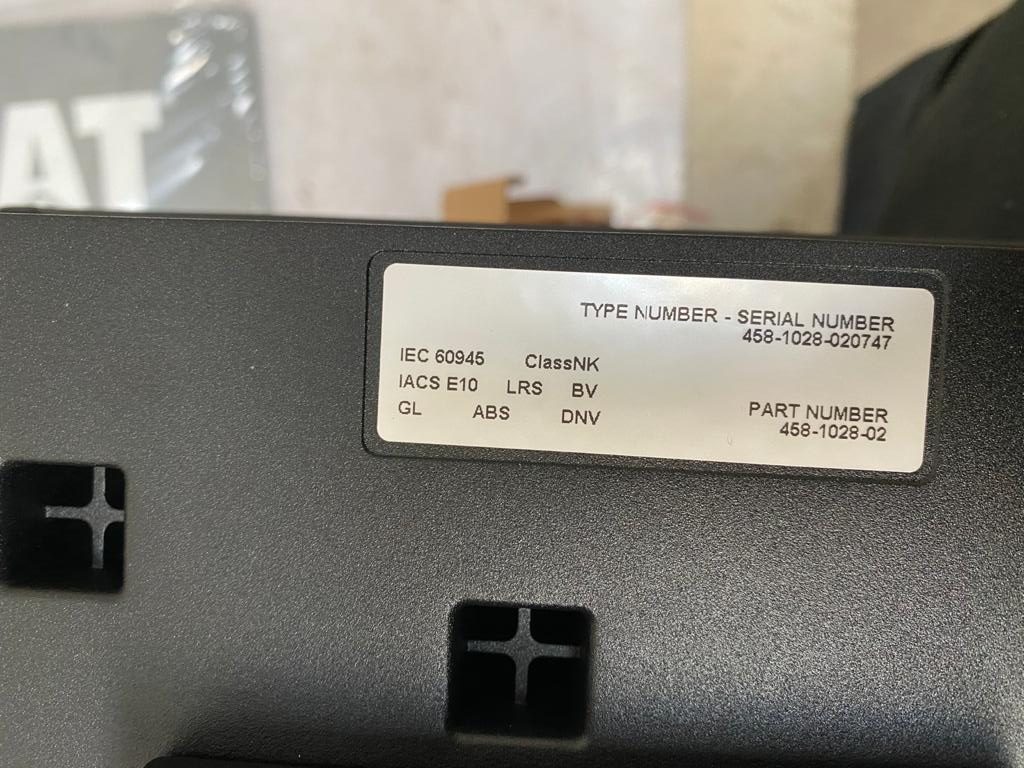 AT
TYPE NUMBER - SERIAL NUMBER
458-1028-020747
IEC 60945 ClassNK
IACS E10 LRS BV
GL ABS DNV
PART NUMBER
458-1028-02